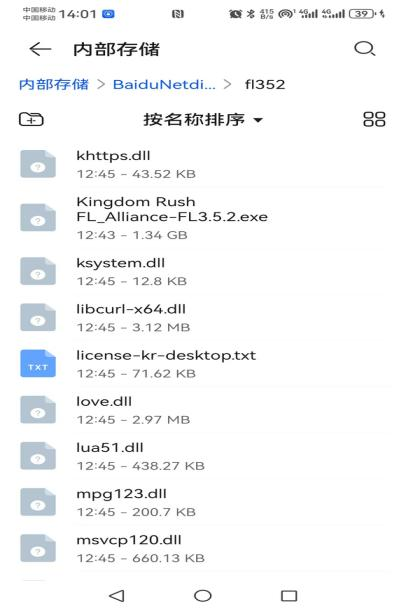 中国移动
中国移动
14:01
415
B/s
4G
4G
39
内部存储
内部存储 > BaiduNetdi... > fl352
按名称排序
khttps.dll
12:45 - 43.52 KB
Kingdom Rush
FL_Alliance-FL3.5.2.exe
12:43 - 1.34 GB
ksystem.dll
12:45 - 12.8 KB
libcurl-x64.dll
12:45 - 3.12 MB
TXT
license-kr-desktop.txt
12:45 - 71.62 KB
love.dll
12:45 - 2.97 MB
lua51.dll
12:45 - 438.27 KB
mpg123.dll
12:45 - 200.7 KB
msvcp120.dll
12:45 - 660.13 KB